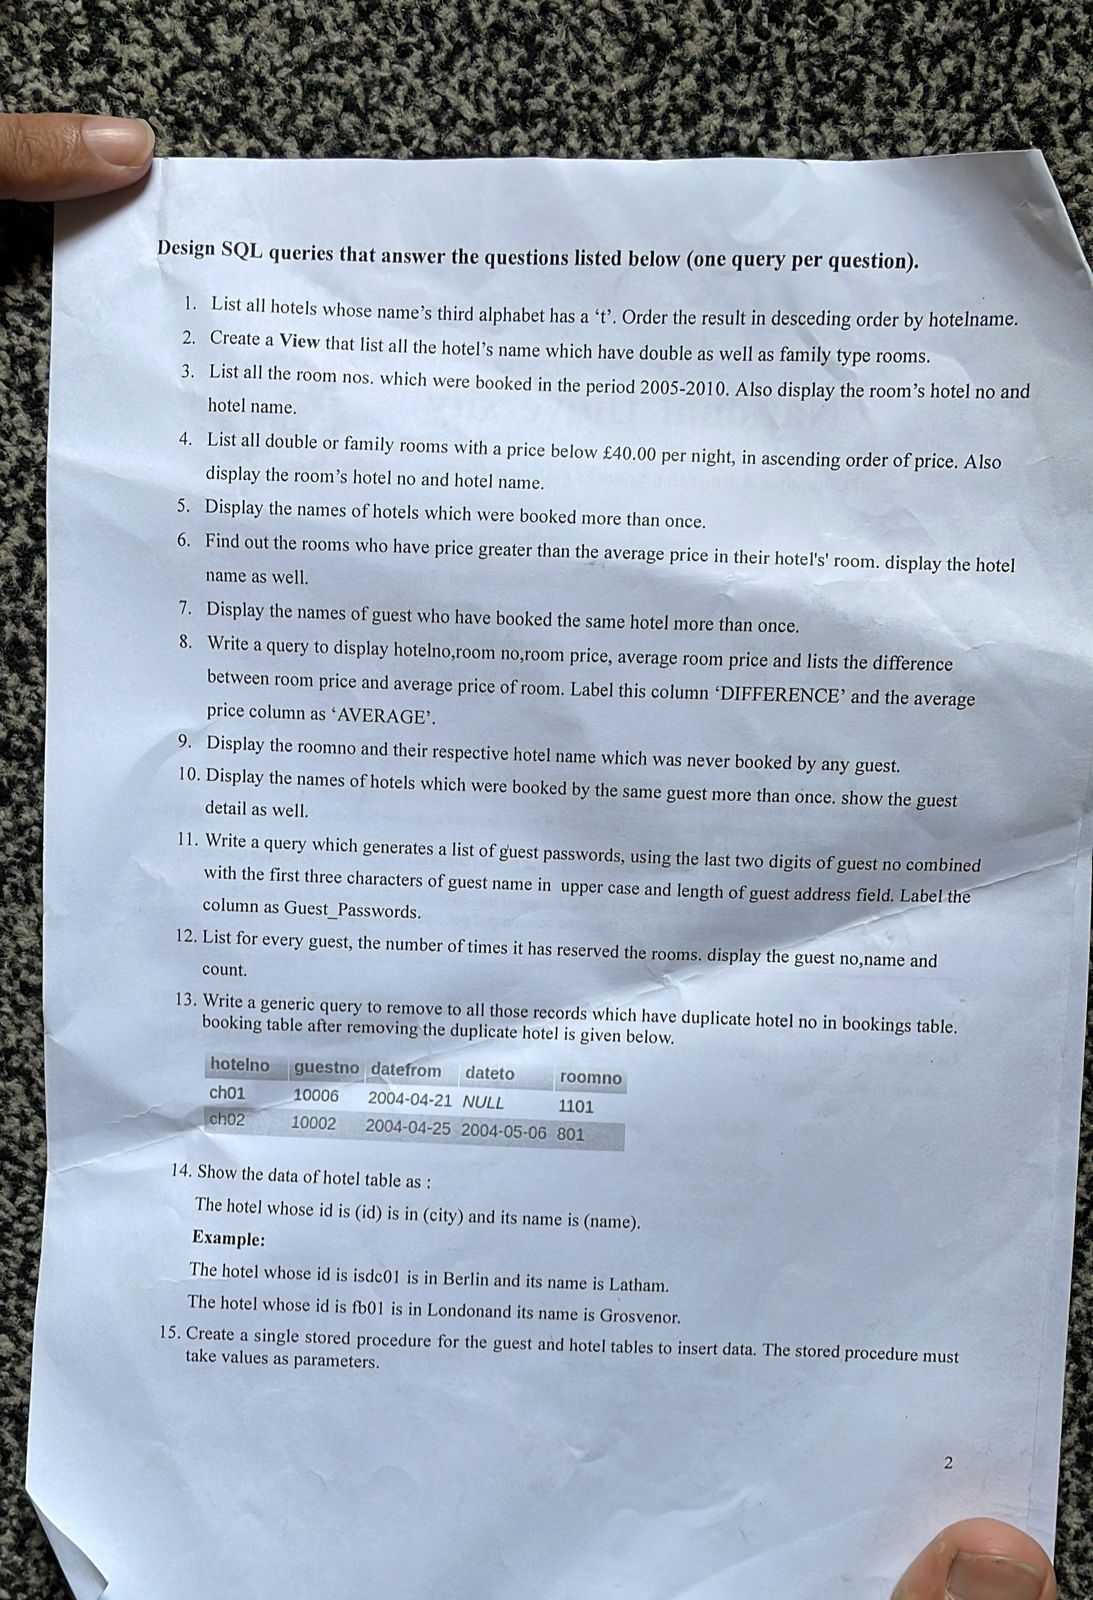 Design SQL queries that answer the questions listed below (one query per question).
1. List all hotels whose name's third alphabet has a ‘t’. Order the result in desceding order by hotelname.
2. Create a View that list all the hotel's name which have double as well as family type rooms.
3. List all the room nos. which were booked in the period 2005-2010. Also display the room's hotel no and
hotel name.
4. List all double or family rooms with a price below £40.00 per night, in ascending order of price. Also
display the room's hotel no and hotel name.
5. Display the names of hotels which were booked more than once.
6. Find out the rooms who have price greater than the average price in their hotel's' room. display the hotel
name as well.
7. Display the names of guest who have booked the same hotel more than once.
8. Write a query to display hotelno,room no,room price, average room price and lists the difference
between room price and average price of room. Label this column ‘DIFFERENCE’ and the average
price column as ‘AVERAGE’.
9. Display the roomno and their respective hotel name which was never booked by any guest.
10. Display the names of hotels which were booked by the same guest more than once. show the guest
detail as well.
11. Write a query which generates a list of guest passwords, using the last two digits of guest no combined
with the first three characters of guest name in upper case and length of guest address field. Label the
column as Guest_Passwords.
12. List for every guest, the number of times it has reserved the rooms. display the guest no,name and
count.
13. Write a generic query to remove to all those records which have duplicate hotel no in bookings table.
booking table after removing the duplicate hotel is given below.
hotelno guestno datefrom dateto roomno
ch01 10006 2004-04-21 NULL 1101
ch02 10002 2004-04-25 2004-05-06 801
14. Show the data of hotel table as :
The hotel whose id is (id) is in (city) and its name is (name).
Example:
The hotel whose id is isdc01 is in Berlin and its name is Latham.
The hotel whose id is fb01 is in Londonand its name is Grosvenor.
15. Create a single stored procedure for the guest and hotel tables to insert data. The stored procedure must
take values as parameters.
2